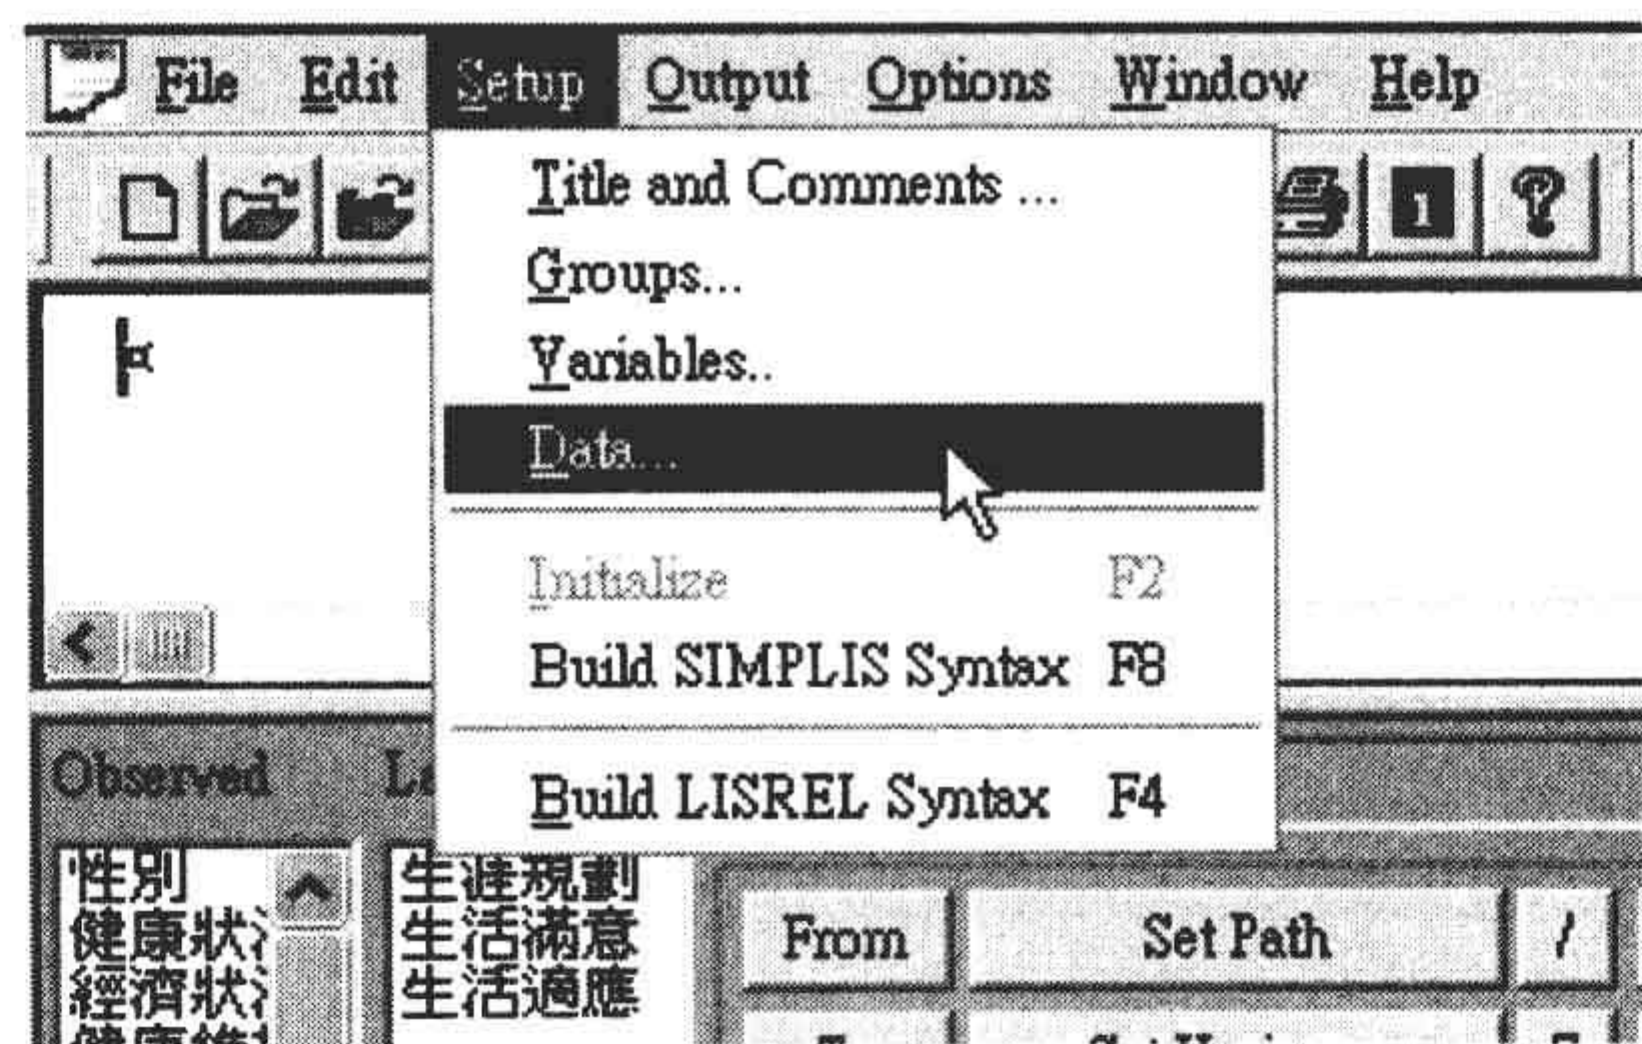 File Edit Setup Output Options Window Help
Title and Comments ...
Groups...
Variables..
Data...
Initialize F2
Build SIMPLIS Syntax F8
Build LISREL Syntax F4
Observed
性別
健康狀
經濟狀
生涯規劃
生活滿意
生活適應
From Set Path /